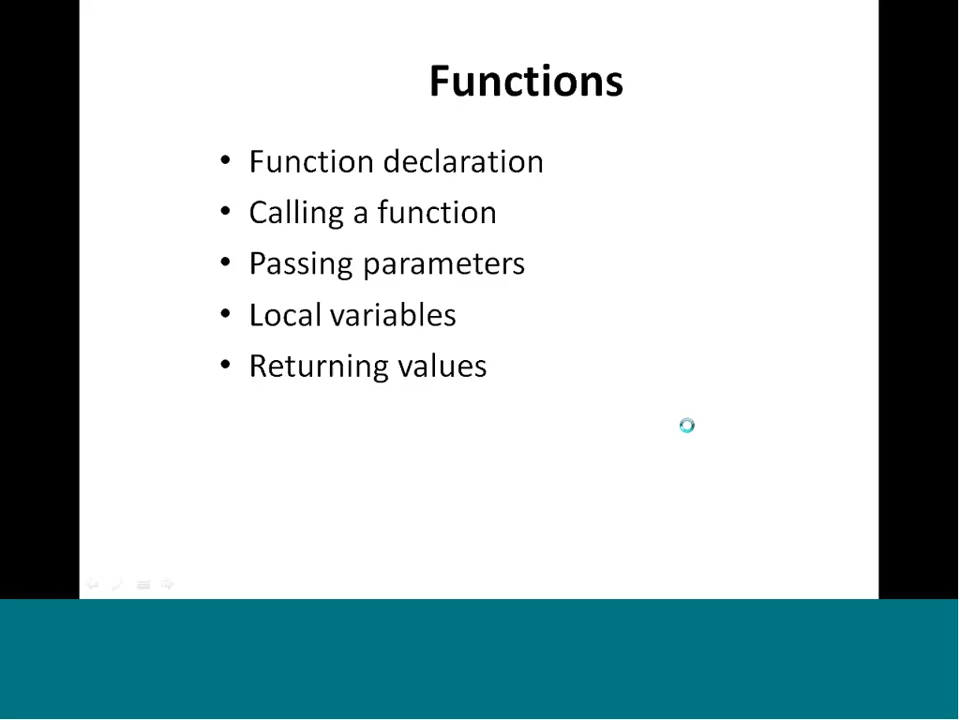 Functions
• Function declaration
• Calling a function
• Passing parameters
• Local variables
• Returning values